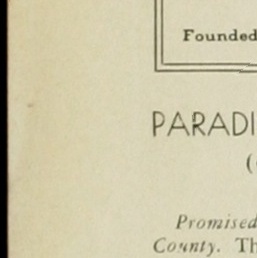 Founded
PARADI
(
Promised
County. Th